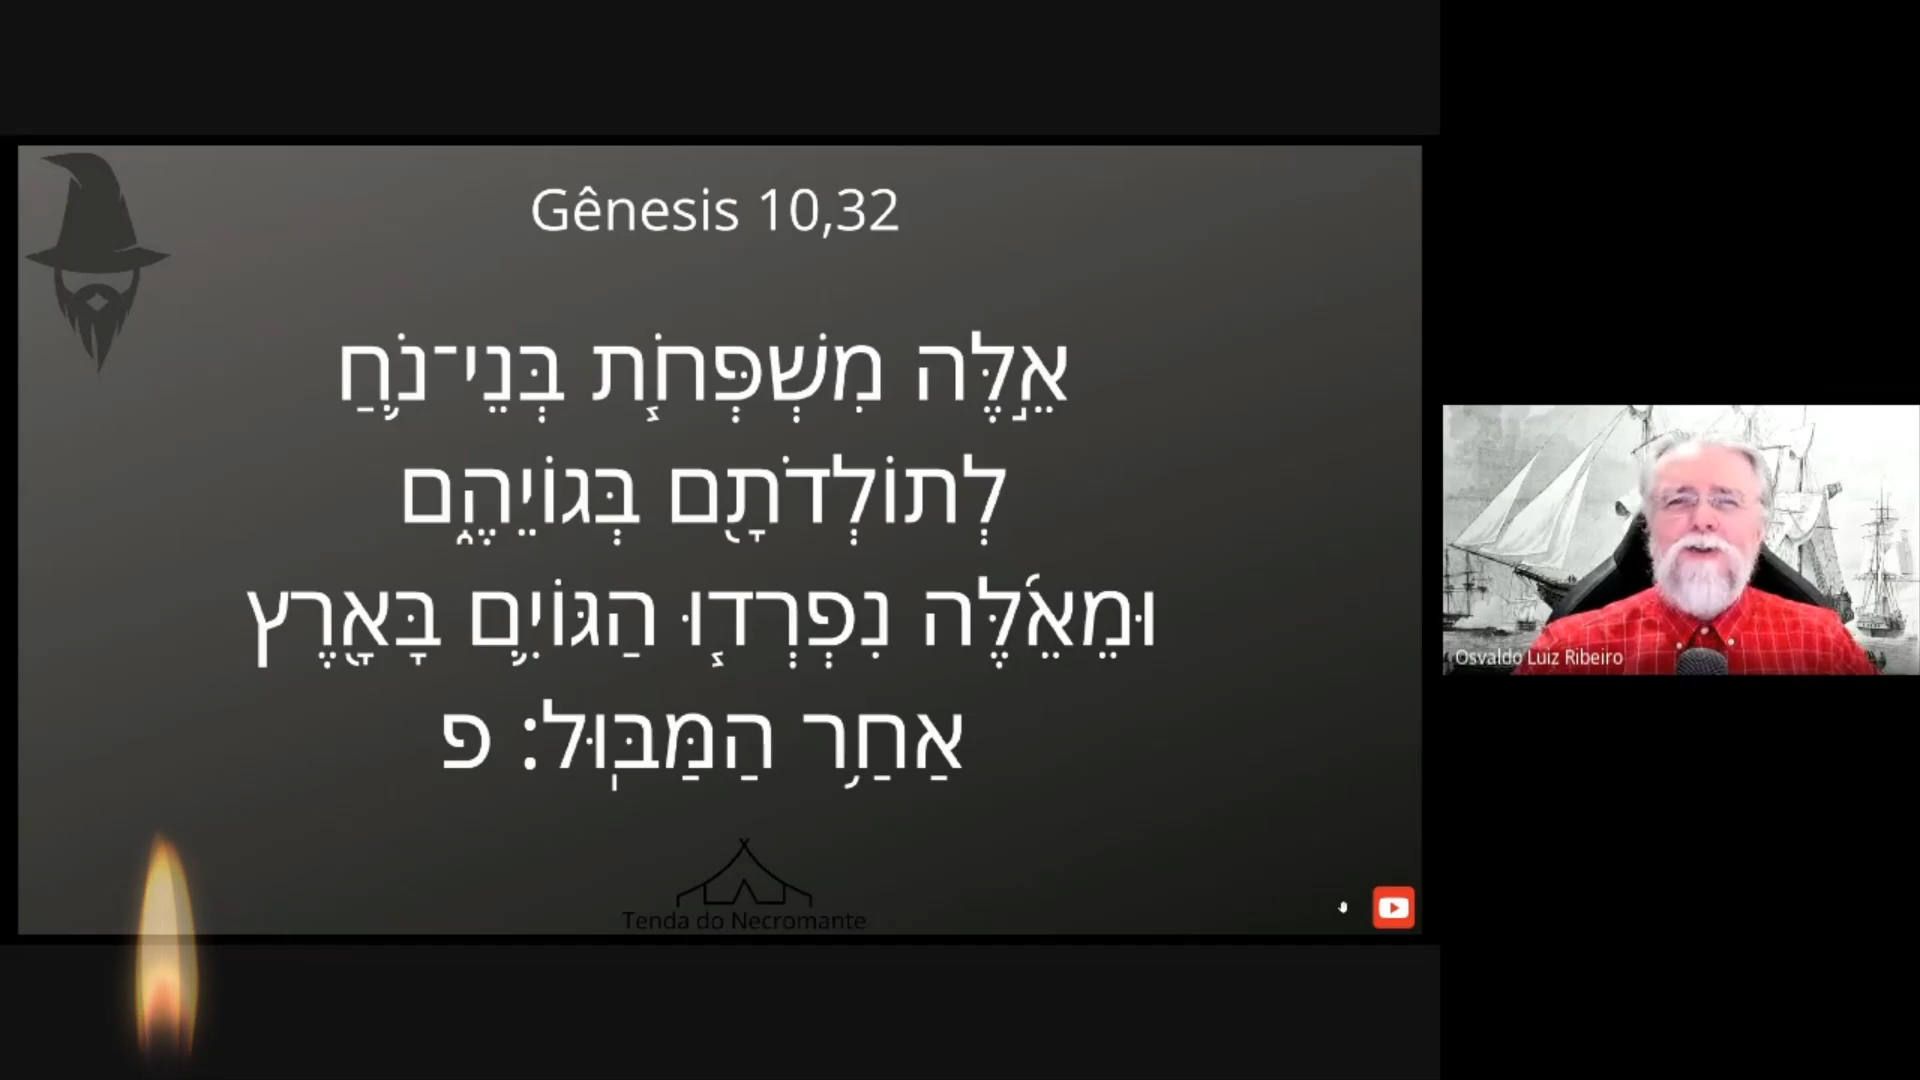 Gênesis 10,32
אֵ֣לֶּה מִשְׁפְּחֹ֧ת בְּנֵי־נֹ֛חַ
לְתוֹלְדֹתָ֖ם בְּגוֹיֵהֶ֑ם
וּמֵאֵ֜לֶּה נִפְרְד֧וּ הַגּוֹיִ֛ם בָּאָ֖רֶץ
אַחַ֥ר הַמַּבּֽוּל׃ פ
Tenda do Necromante
Osvaldo Luiz Ribeiro